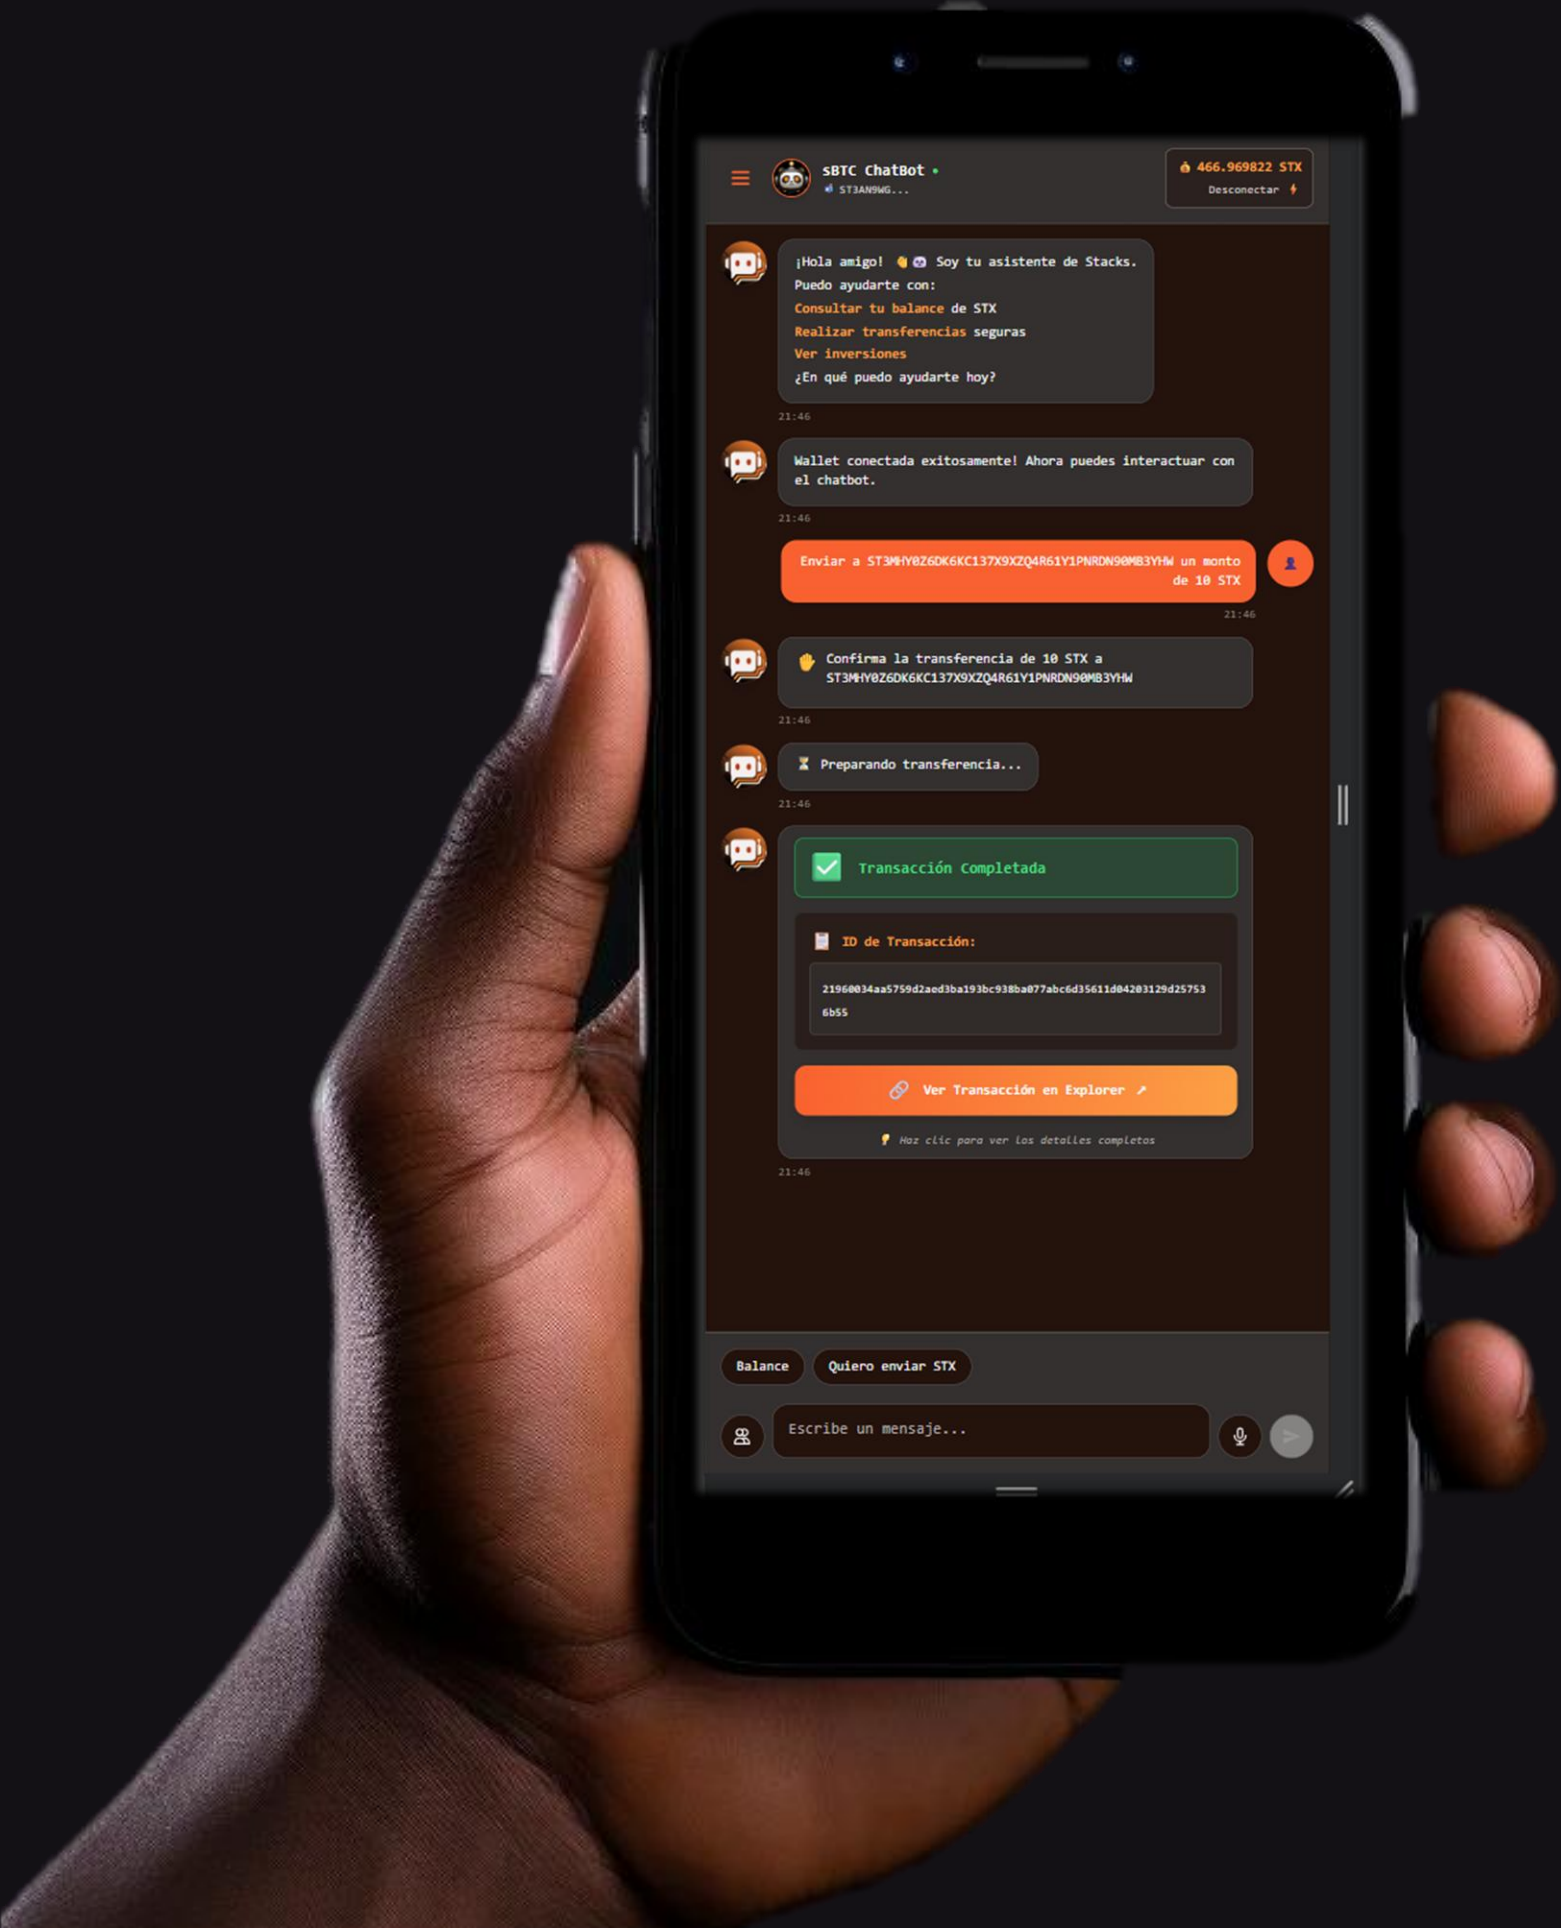 sBTC ChatBot
ST3AN9WG...
466.969822 STX
Desconectar
¡Hola amigo! Soy tu asistente de Stacks.
Puedo ayudarte con:
Consultar tu balance de STX
Realizar transferencias seguras
Ver inversiones
¿En qué puedo ayudarte hoy?
21:46
Wallet conectada exitosamente! Ahora puedes interactuar con
el chatbot.
21:46
Enviar a ST3MHY0Z6DK6KC137X9XZQ4R61Y1PNRDN90MB3YHW un monto
de 10 STX
21:46
Confirma la transferencia de 10 STX a
ST3MHY0Z6DK6KC137X9XZQ4R61Y1PNRDN90MB3YHW
21:46
Preparando transferencia...
21:46
Transacción Completada
ID de Transacción:
21960034aa5759d2aed3ba193bc938ba077abc6d35611d04203129d25753
6b55
Ver Transacción en Explorer ↗
Haz clic para ver los detalles completos
21:46
Balance
Quiero enviar STX
Escribe un mensaje...